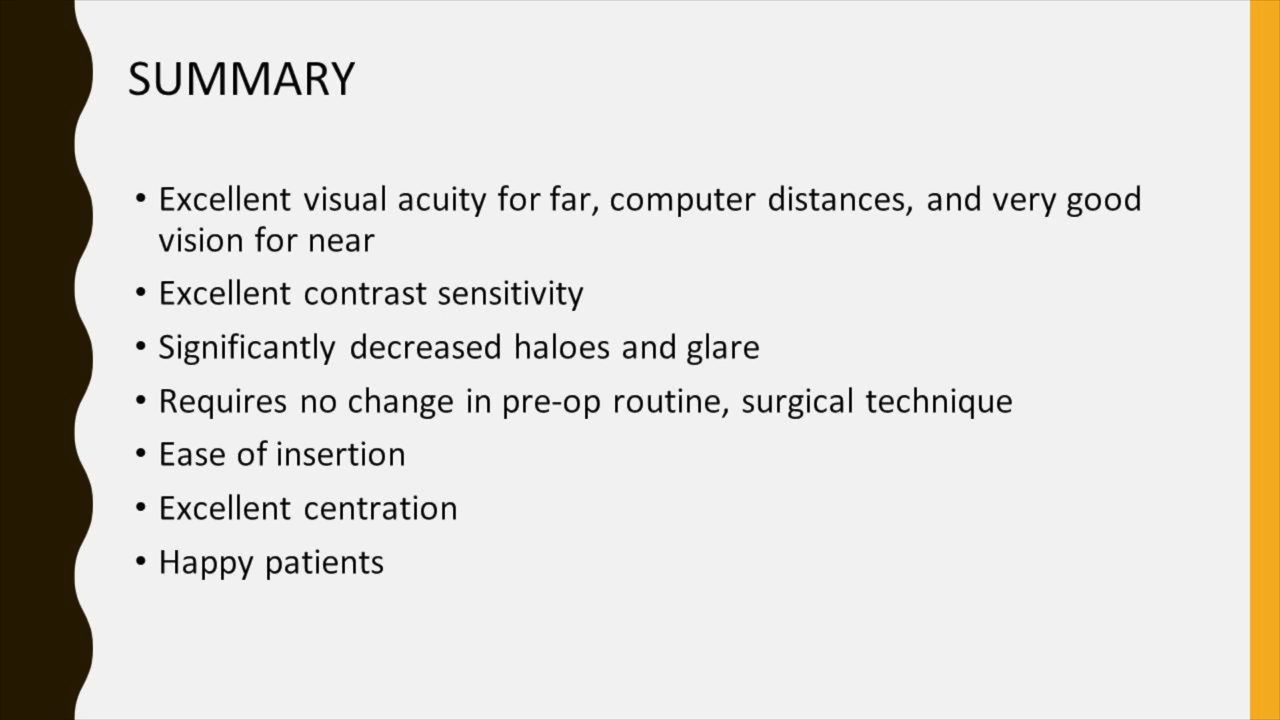 SUMMARY
• Excellent visual acuity for far, computer distances, and very good
vision for near
• Excellent contrast sensitivity
• Significantly decreased haloes and glare
• Requires no change in pre-op routine, surgical technique
• Ease of insertion
• Excellent centration
• Happy patients